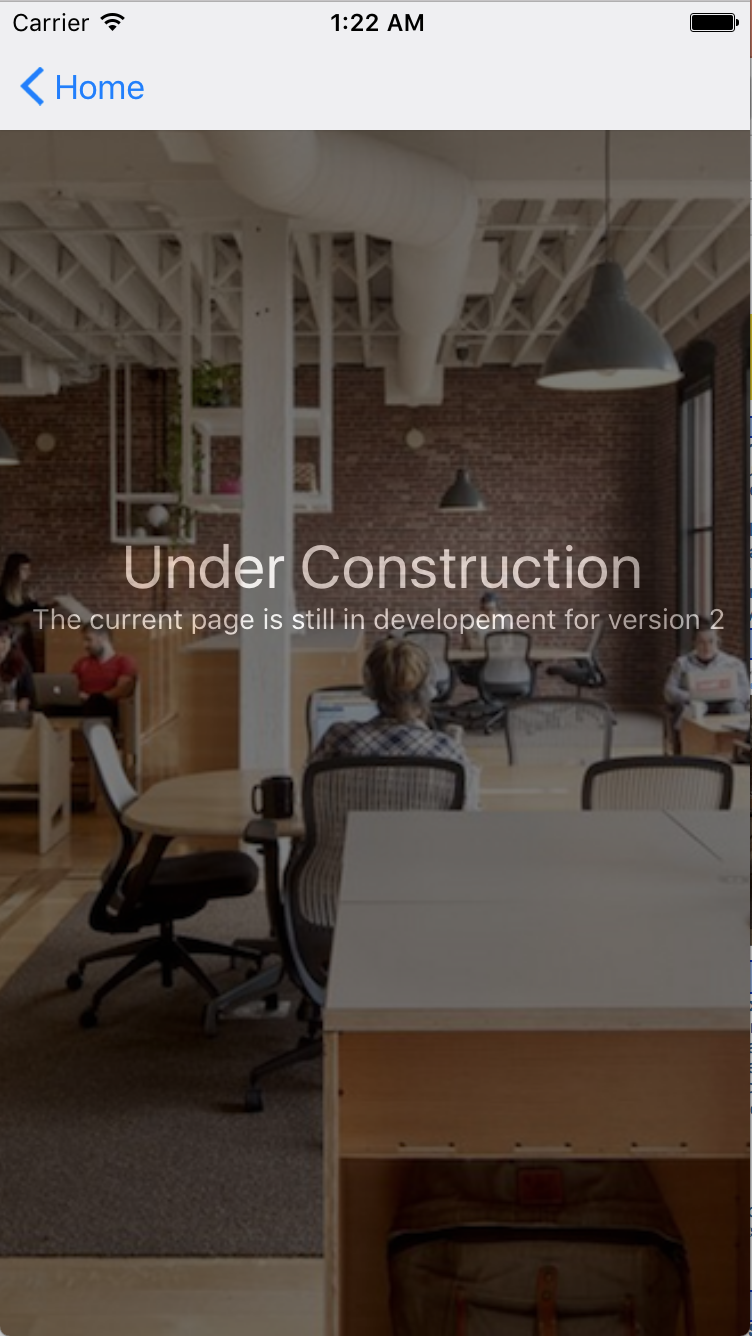 Carrier 1:22 AM
Home
Under Construction
The current page is still in developement for version 2